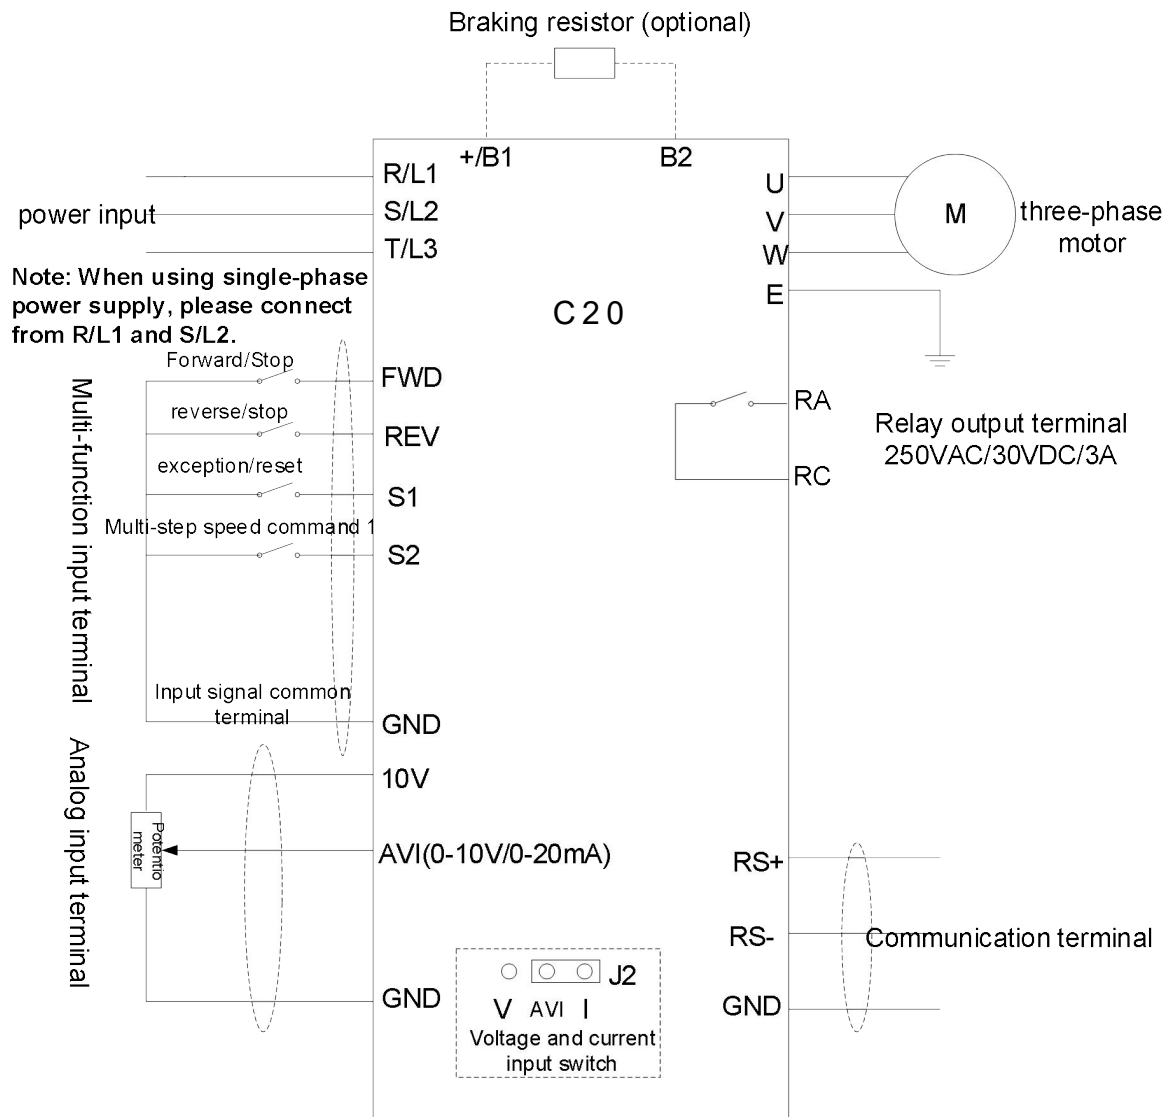 Braking resistor (optional)
+/B1
B2
R/L1
S/L2
T/L3
power input
Note: When using single-phase
power supply, please connect
from R/L1 and S/L2.
U
V
W
E
M
three-phase
motor
C20
Forward/Stop
FWD
reverse/stop
REV
exception/reset
S1
Multi-step speed command 1
S2
Multi-function input terminal
Input signal common
terminal
GND
RA
RC
Relay output terminal
250VAC/30VDC/3A
Analog input terminal
10V
Potentio
meter
AVI(0-10V/0-20mA)
GND
J2
V AVI I
Voltage and current
input switch
RS+
RS-
GND
Communication terminal